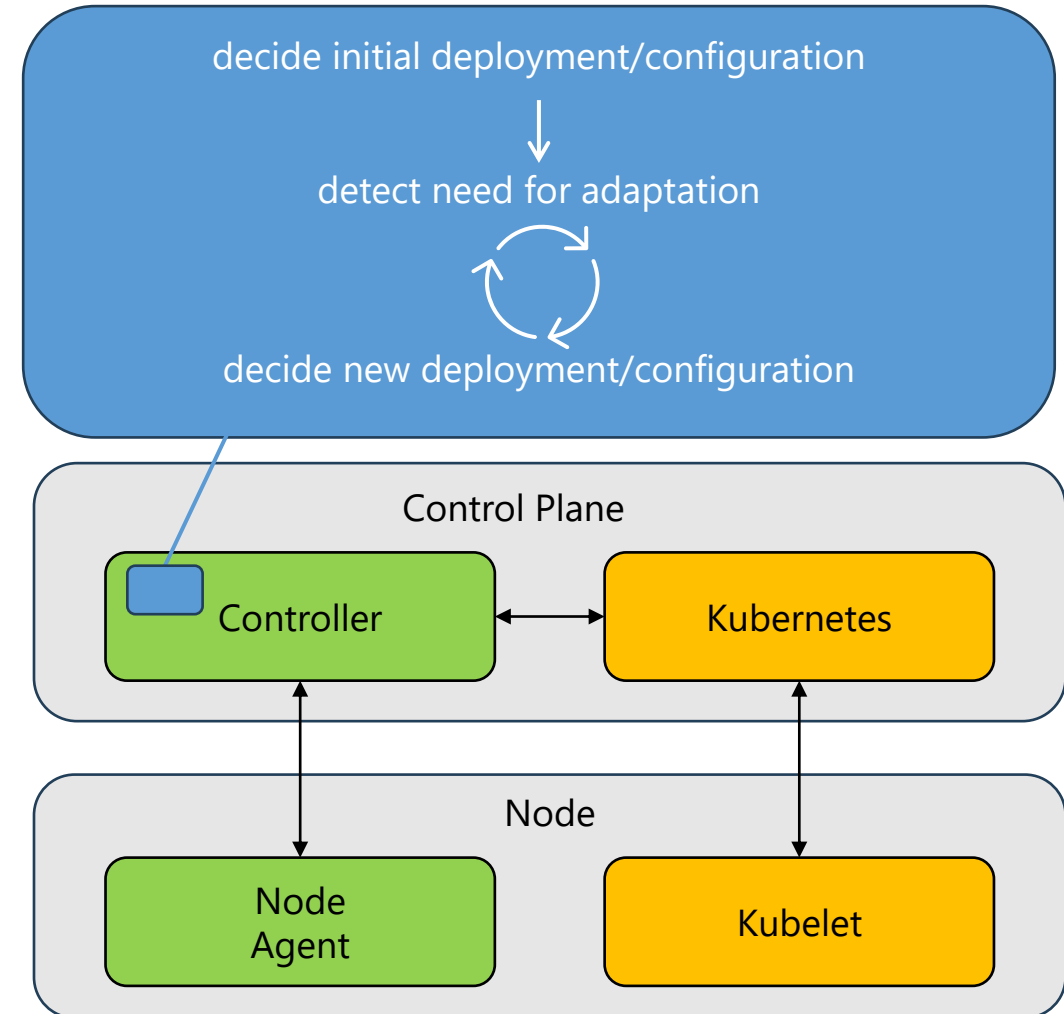 decide initial deployment/configuration
detect need for adaptation
decide new deployment/configuration
Control Plane
Controller
Kubernetes
Node
Node
Agent
Kubelet